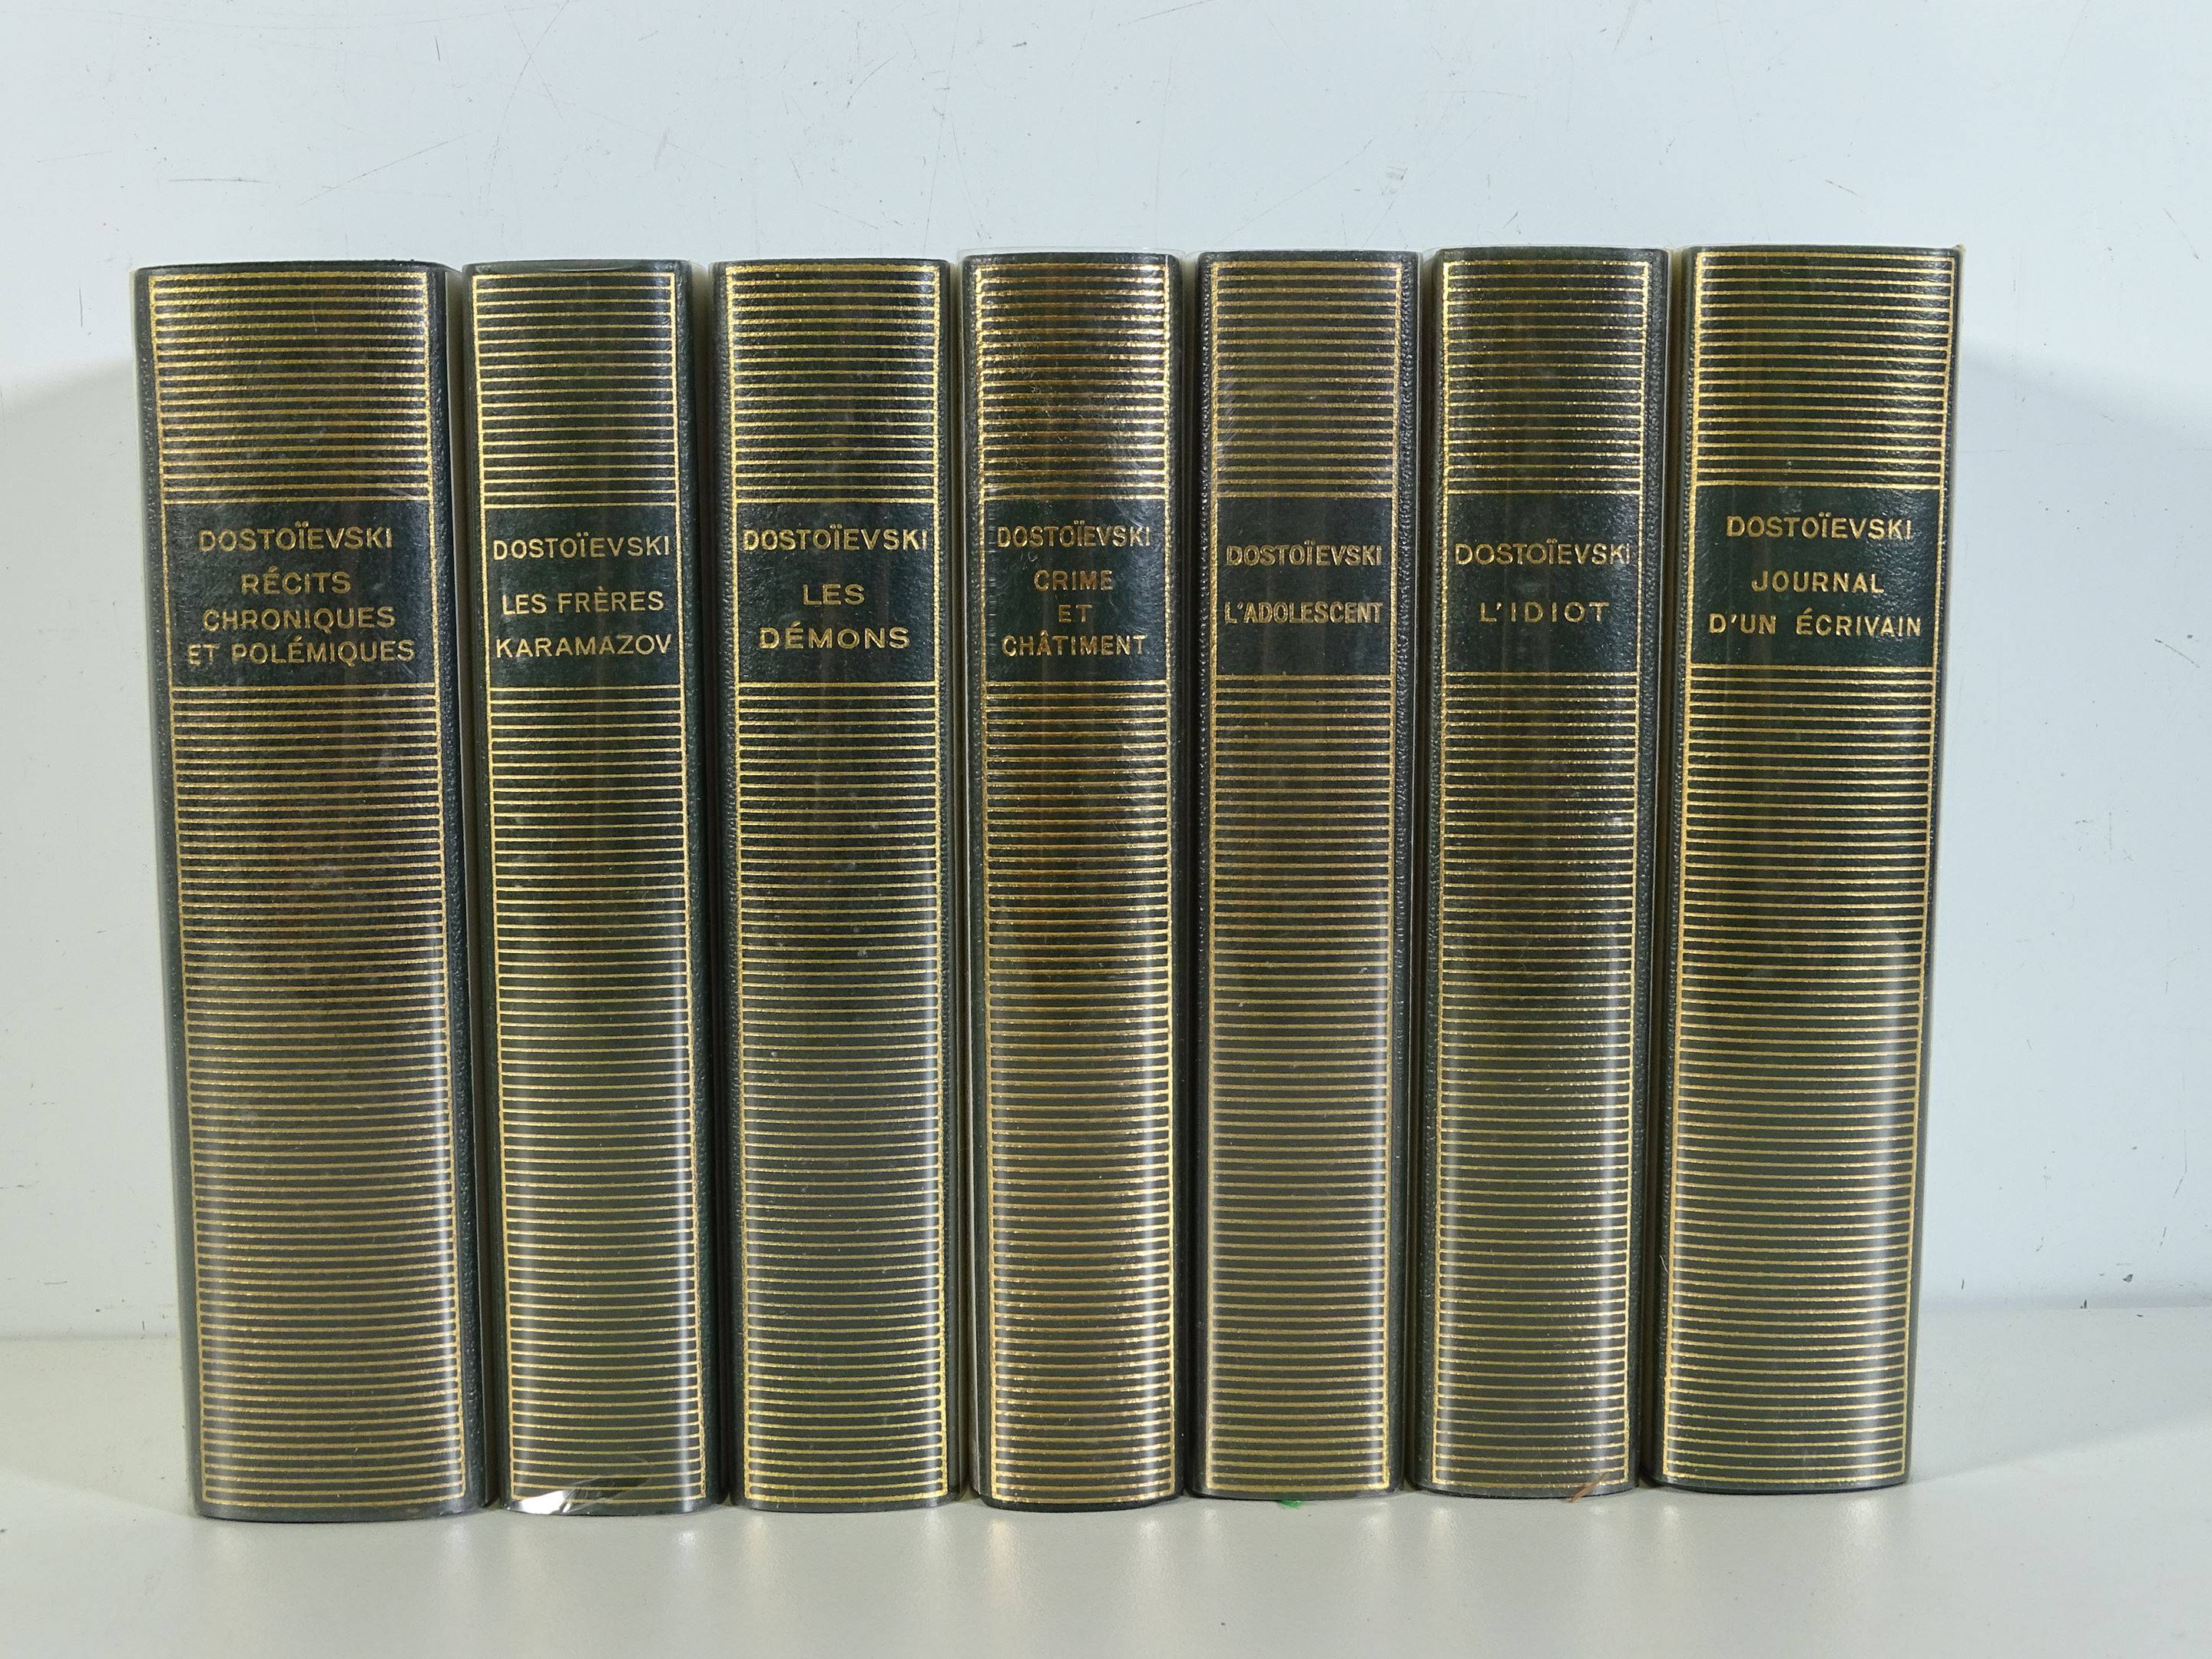 DOSTOÏEVSKI
RÉCITS
CHRONIQUES
ET POLÉMIQUES
DOSTOÏEVSKI
LES FRÈRES
KARAMAZOV
DOSTOÏEVSKI
LES
DÉMONS
DOSTOÏEVSKI
CRIME
ET
CHÂTIMENT
DOSTOÏEVSKI
L'ADOLESCENT
DOSTOÏEVSKI
L'IDIOT
DOSTOÏEVSKI
JOURNAL
D'UN ÉCRIVAIN